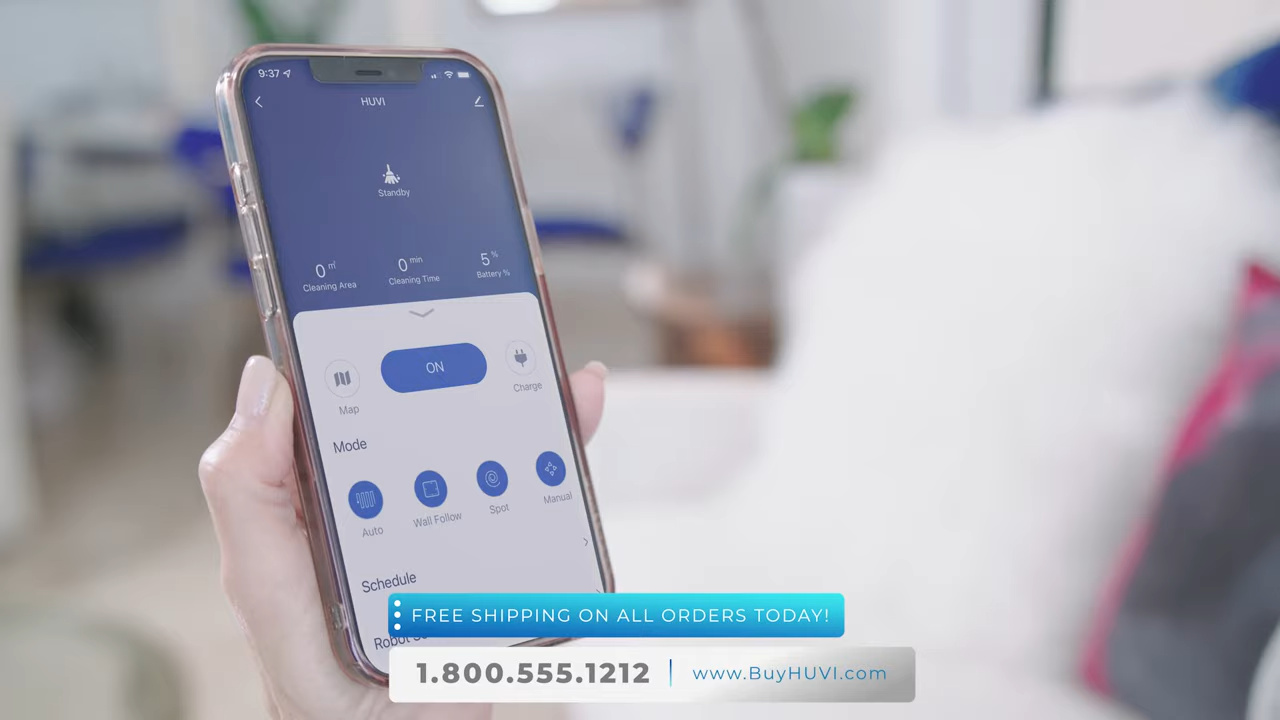 9:37
HUVI
Standby
0 ㎡ 0 min 5 %
Cleaning Area Cleaning Time Battery %
ON
Map Charge
Mode
Auto Wall Follow Spot Manual
Schedule
FREE SHIPPING ON ALL ORDERS TODAY!
1.800.555.1212 www.BuyHUVI.com